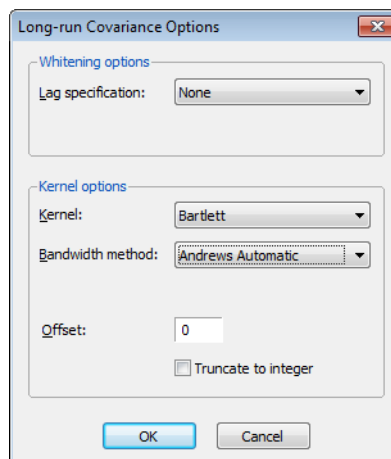 Long-run Covariance Options
Whitening options
Lag specification: None
Kernel options
Kernel: Bartlett
Bandwidth method: Andrews Automatic
Offset: 0
Truncate to integer
OK Cancel